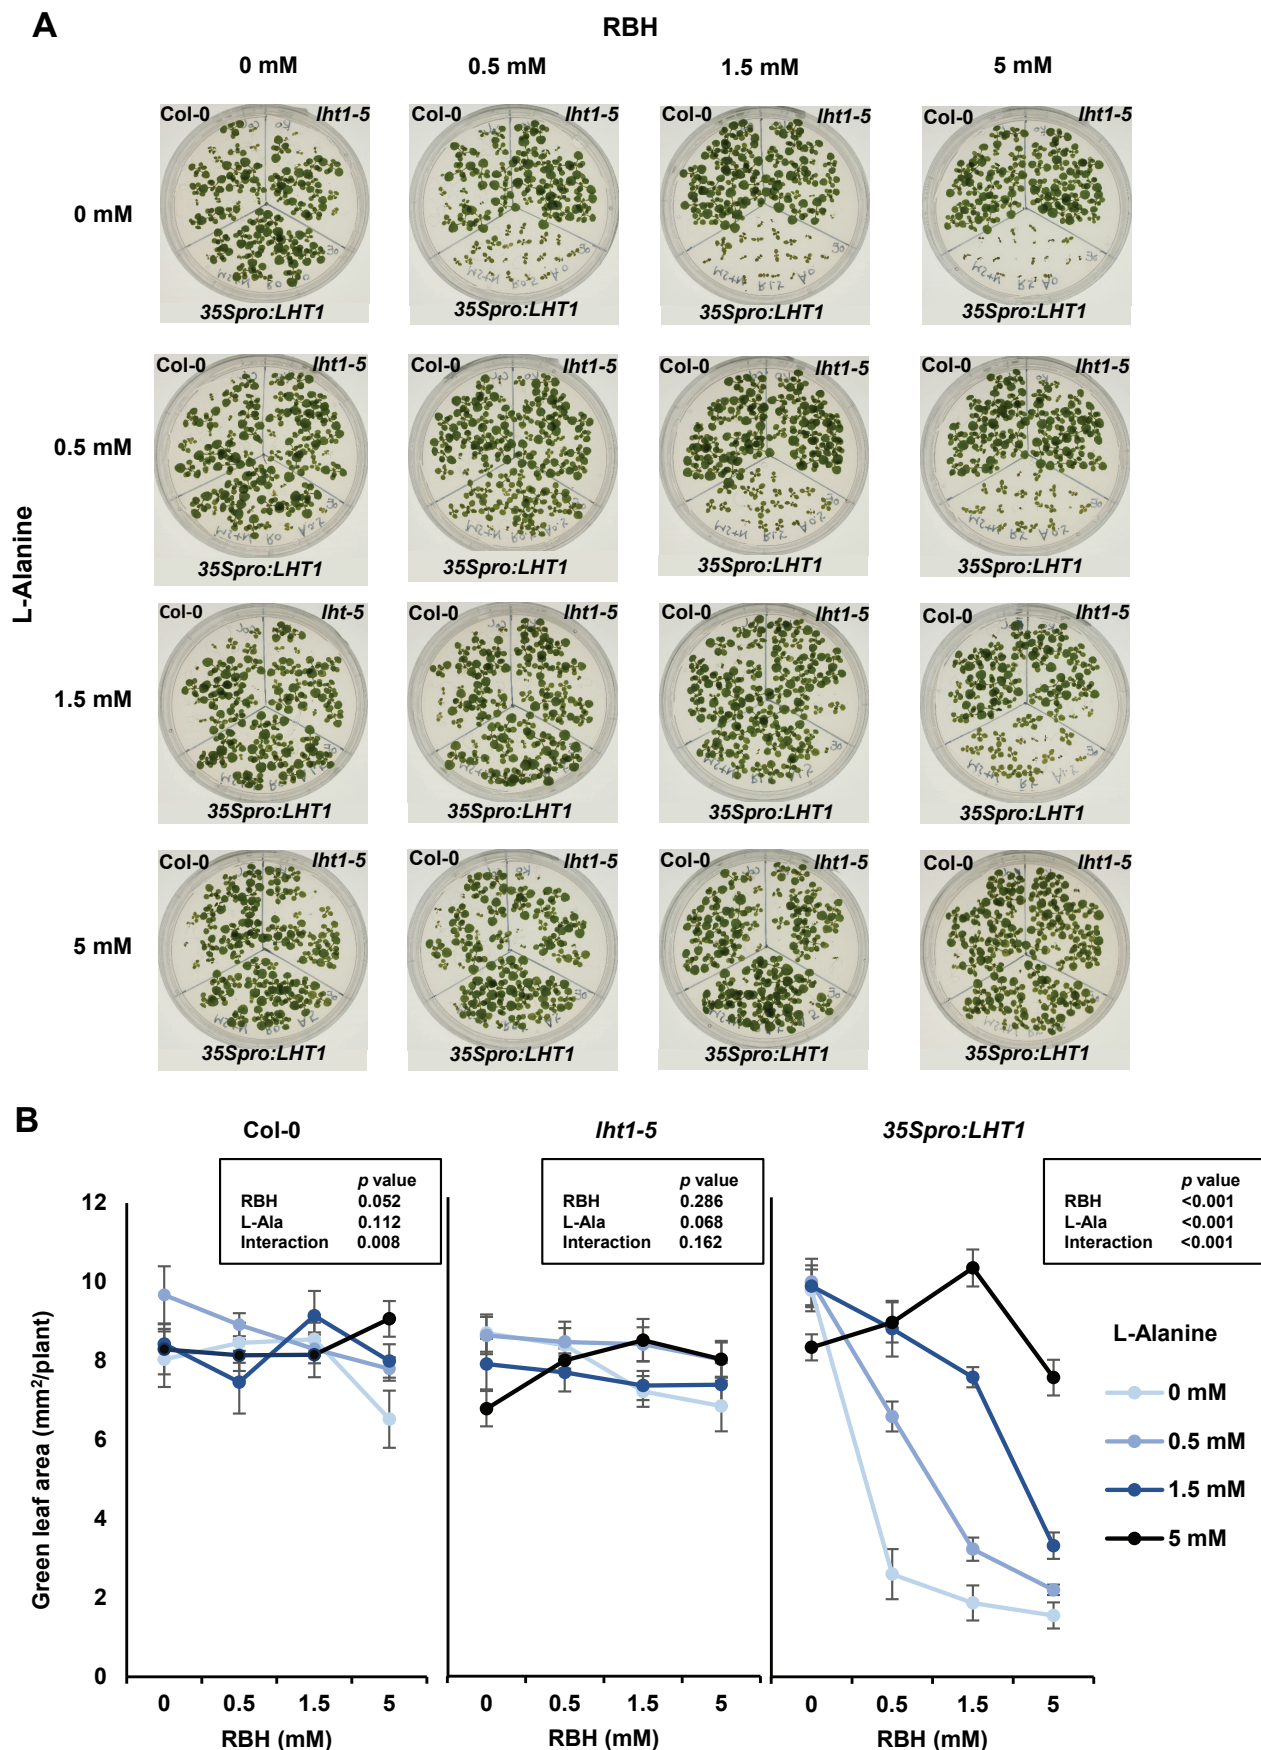 A
RBH
0 mM
0.5 mM
1.5 mM
5 mM
L-Alanine
0 mM
Col-0
lht1-5
35Spro:LHT1
Col-0
lht1-5
35Spro:LHT1
Col-0
lht1-5
35Spro:LHT1
Col-0
lht1-5
35Spro:LHT1
0.5 mM
Col-0
lht1-5
35Spro:LHT1
Col-0
lht1-5
35Spro:LHT1
Col-0
lht1-5
35Spro:LHT1
Col-0
lht1-5
35Spro:LHT1
1.5 mM
Col-0
lht-5
35Spro:LHT1
Col-0
lht1-5
35Spro:LHT1
Col-0
lht1-5
35Spro:LHT1
Col-0
lht1-5
35Spro:LHT1
5 mM
Col-0
lht1-5
35Spro:LHT1
Col-0
lht1-5
35Spro:LHT1
Col-0
lht1-5
35Spro:LHT1
Col-0
lht1-5
35Spro:LHT1
B
Green leaf area (mm²/plant)
12
10
8
6
4
2
0
Col-0
p value
RBH 0.052
L-Ala 0.112
Interaction 0.008
0 0.5 1.5 5
RBH (mM)
lht1-5
p value
RBH 0.286
L-Ala 0.068
Interaction 0.162
0 0.5 1.5 5
RBH (mM)
35Spro:LHT1
p value
RBH <0.001
L-Ala <0.001
Interaction <0.001
0 0.5 1.5 5
RBH (mM)
L-Alanine
0 mM
0.5 mM
1.5 mM
5 mM